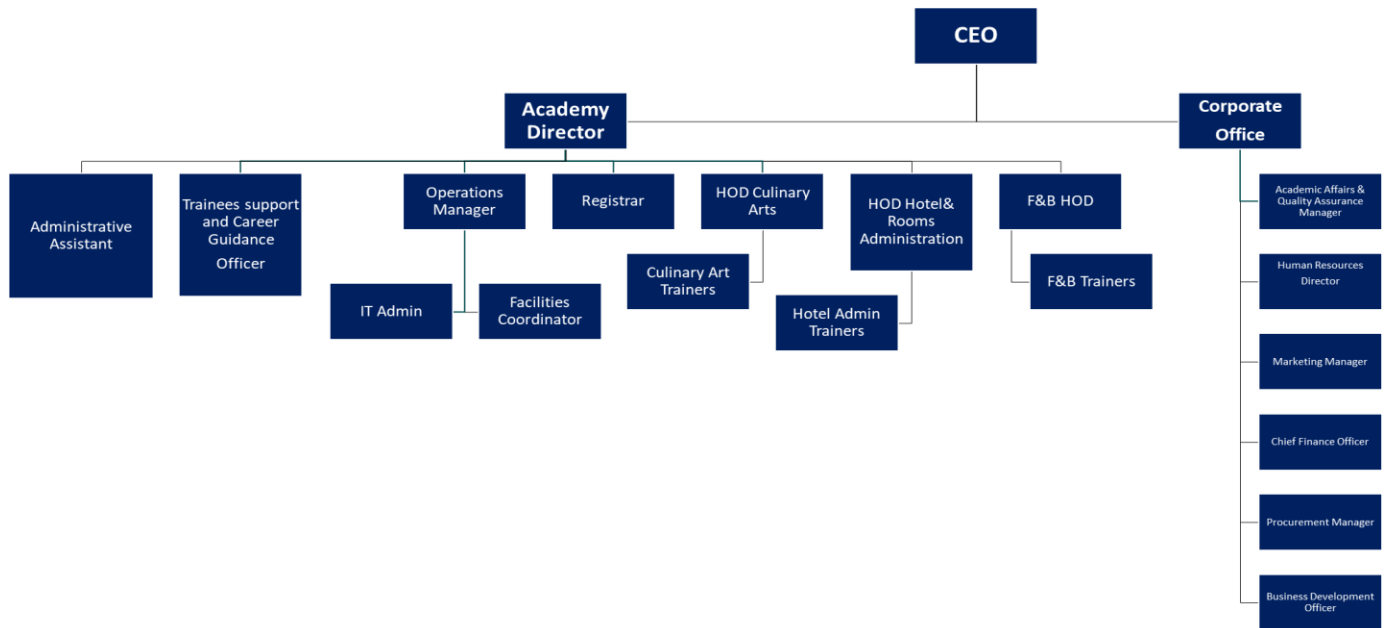 CEO
Academy
Director
Corporate
Office
Administrative
Assistant
Trainees support
and Career
Guidance
Officer
Operations
Manager
Registrar
HOD Culinary
Arts
HOD Hotel&
Rooms
Administration
F&B HOD
Academic Affairs &
Quality Assurance
Manager
IT Admin
Facilities
Coordinator
Culinary Art
Trainers
Hotel Admin
Trainers
F&B Trainers
Human Resources
Director
Marketing Manager
Chief Finance Officer
Procurement Manager
Business Development
Officer